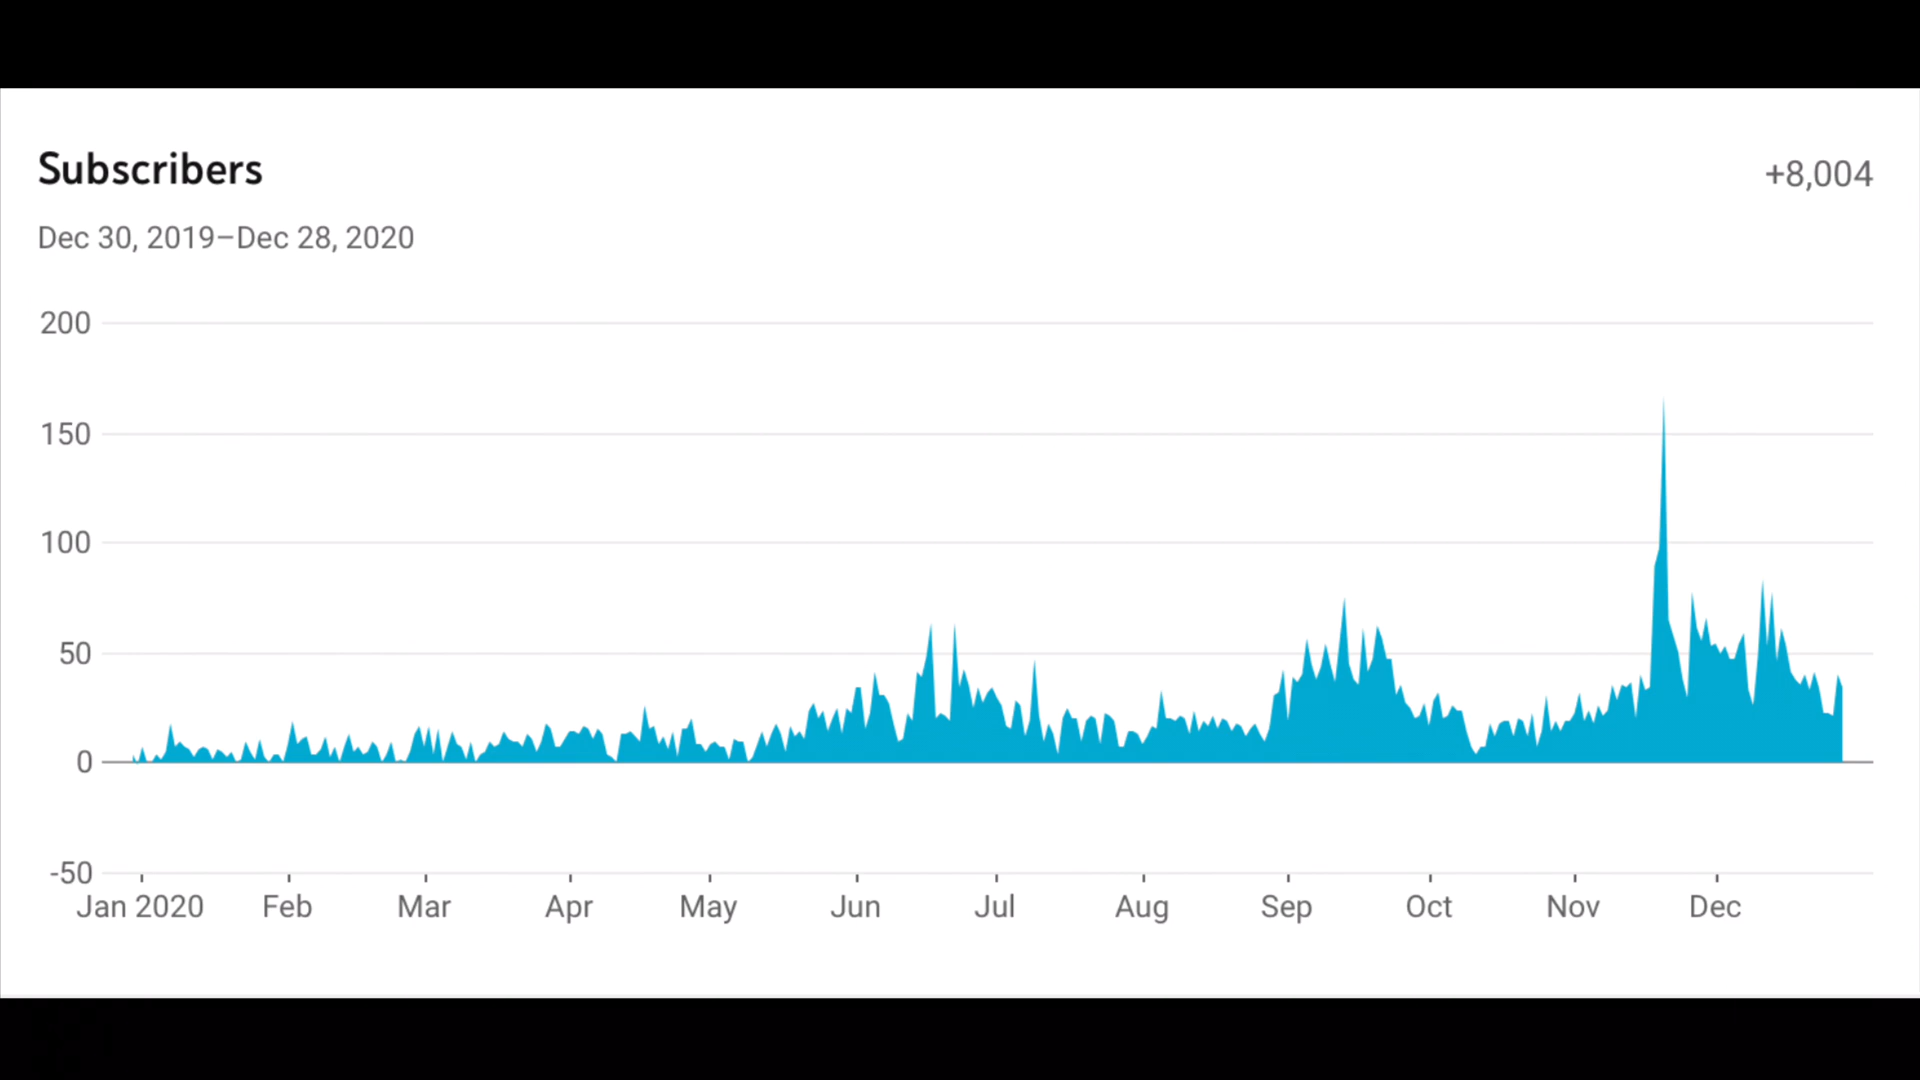 Subscribers
+8,004
Dec 30, 2019–Dec 28, 2020
200
150
100
50
0
-50
Jan 2020 Feb Mar Apr May Jun Jul Aug Sep Oct Nov Dec